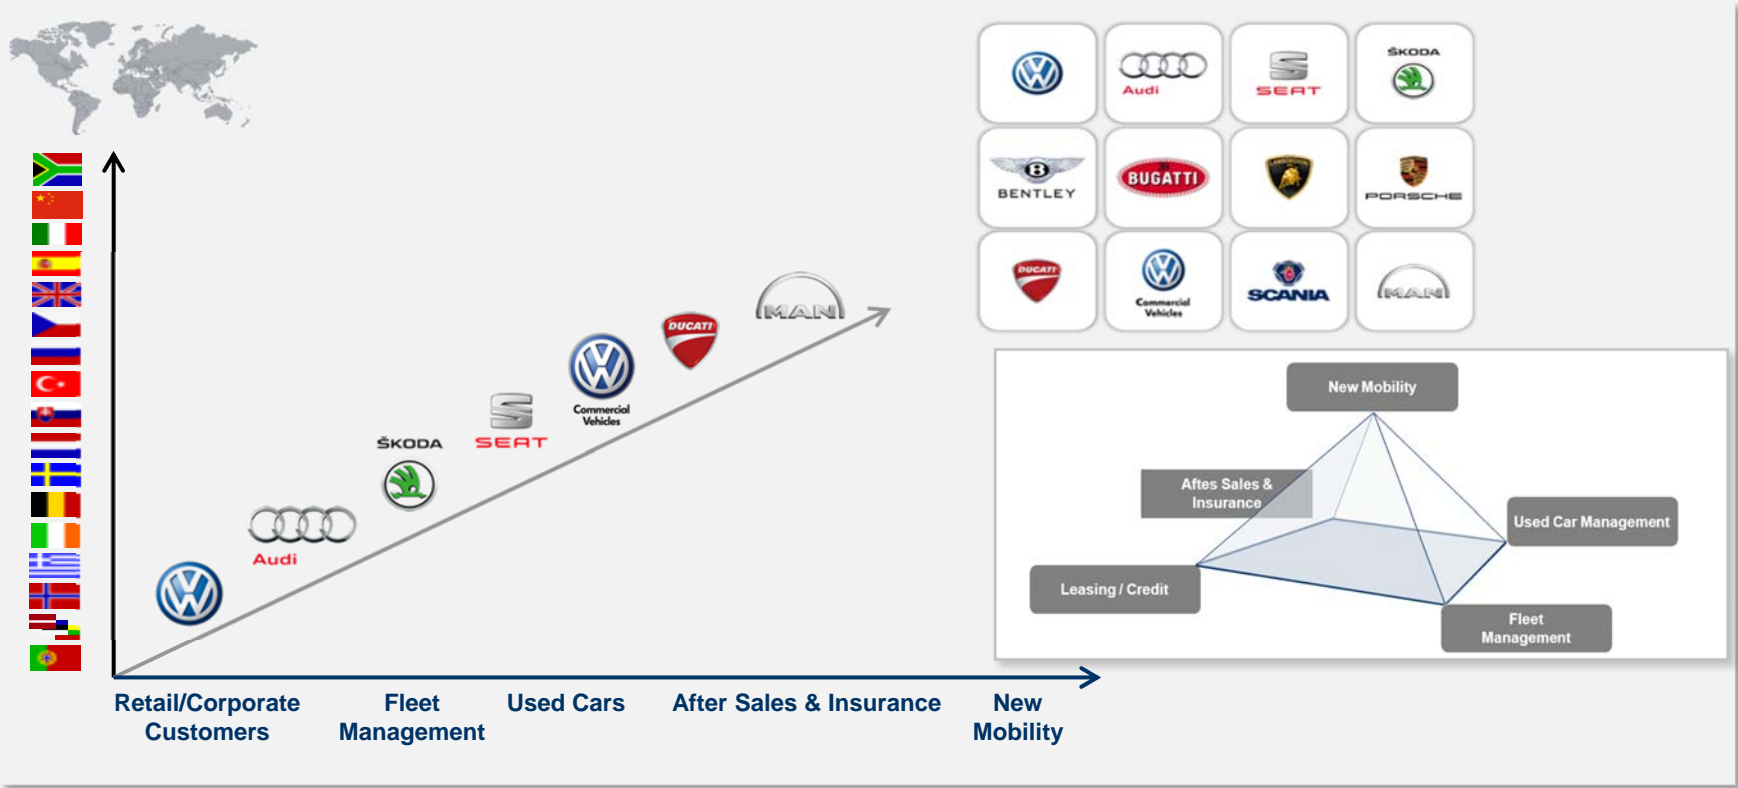 Audi
SEAT
ŠKODA
BENTLEY
BUGATTI
LAMBORGHINI
PORSCHE
DUCATI
Commercial
Vehicles
SCANIA
MAN
MAN
DUCATI
Commercial
Vehicles
SEAT
ŠKODA
Audi
New Mobility
Aftes Sales &
Insurance
Used Car Management
Leasing / Credit
Fleet
Management
Retail/Corporate
Customers
Fleet
Management
Used Cars
After Sales & Insurance
New
Mobility